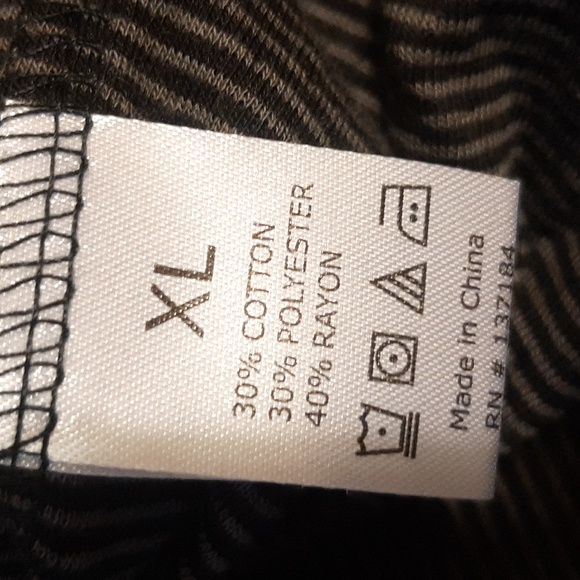 XL
30% COTTON
30% POLYESTER
40% RAYON
Made in China
RN # 137184